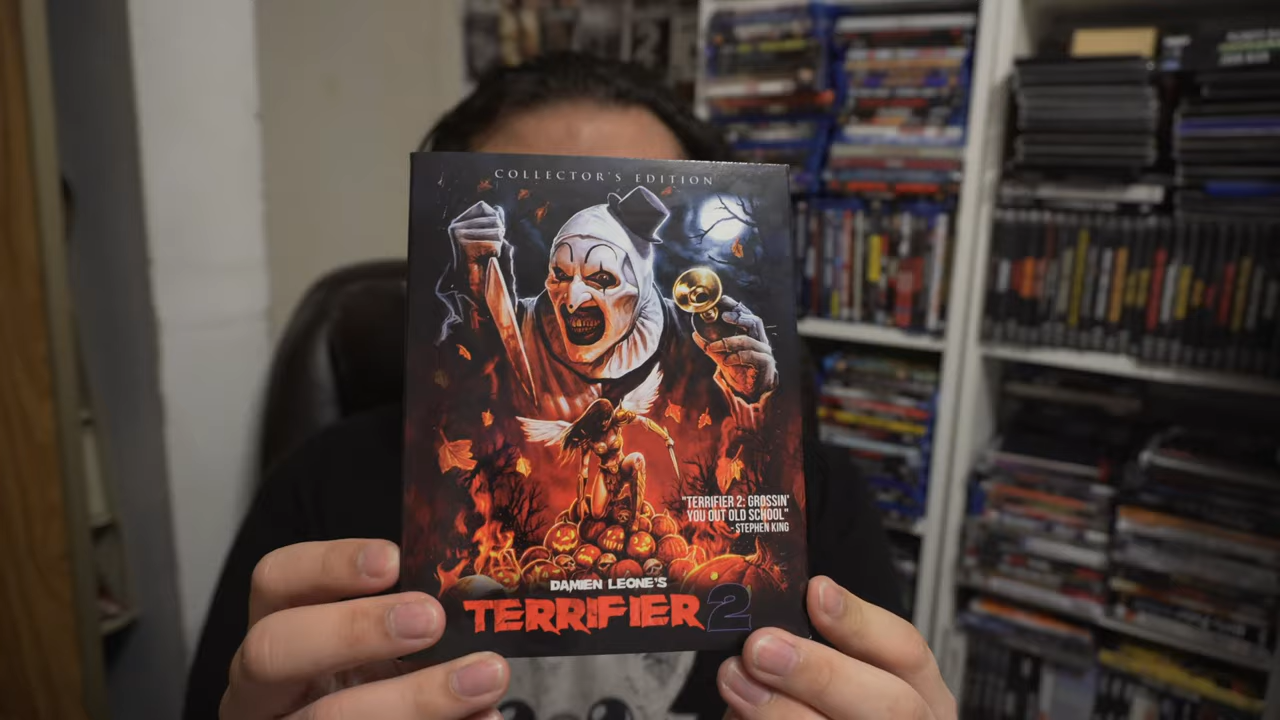 COLLECTOR'S EDITION
"TERRIFIER 2: GROSSIN'
YOU OUT OLD SCHOOL"
- STEPHEN KING
DAMIEN LEONE'S
TERRIFIER 2